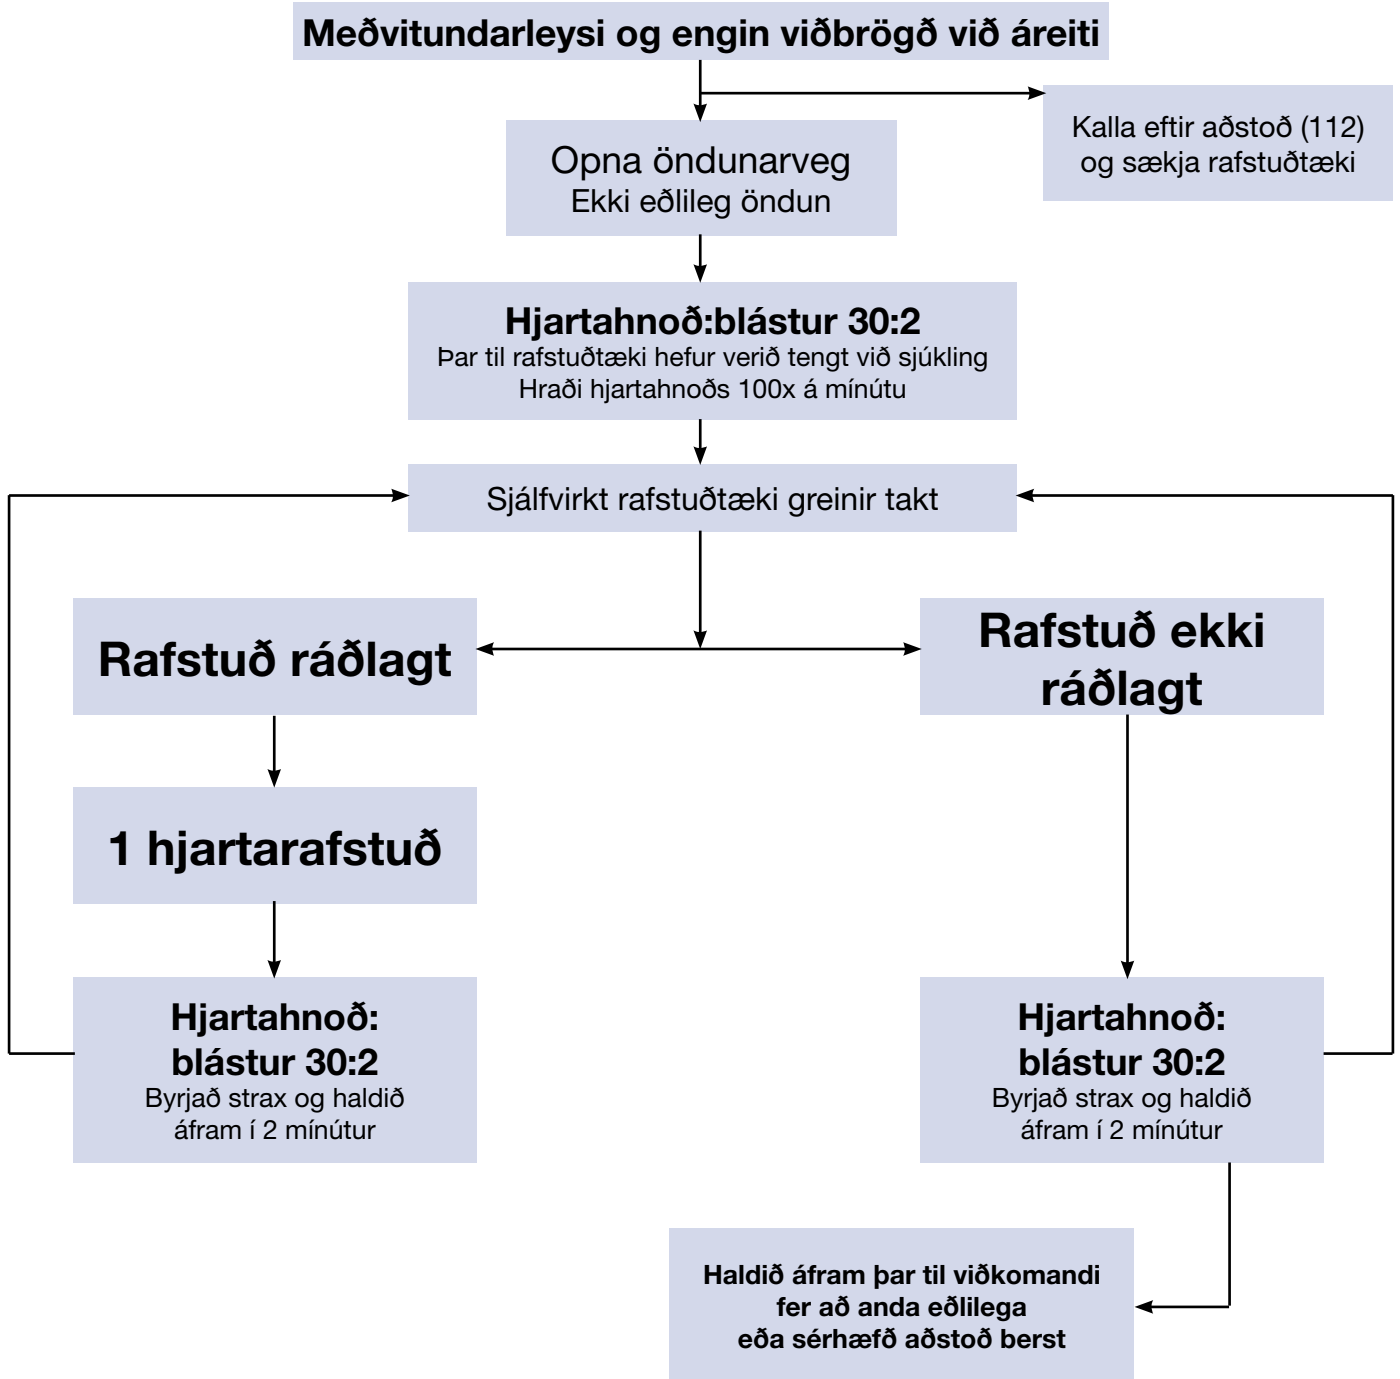 Meðvitundarleysi og engin viðbrögð við áreiti
Kalla eftir aðstoð (112)
og sækja rafstuðtæki
Opna öndunarveg
Ekki eðlileg öndun
Hjartahnoð:blástur 30:2
Þar til rafstuðtæki hefur verið tengt við sjúkling
Hraði hjartahnoðs 100x á mínútu
Sjálfvirkt rafstuðtæki greinir takt
Rafstuð ráðlagt
Rafstuð ekki
ráðlagt
1 hjartarafstuð
Hjartahnoð:
blástur 30:2
Byrjað strax og haldið
áfram í 2 mínútur
Hjartahnoð:
blástur 30:2
Byrjað strax og haldið
áfram í 2 mínútur
Haldið áfram þar til viðkomandi
fer að anda eðlilega
eða sérhæfð aðstoð berst